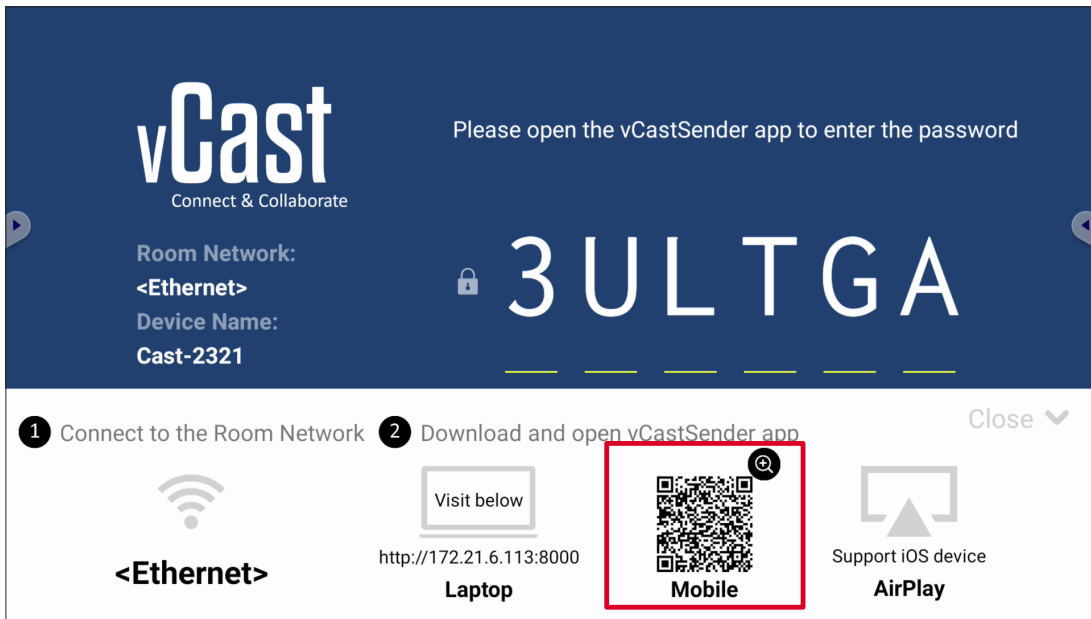 vCast
Connect & Collaborate
Please open the vCastSender app to enter the password
Room Network:
<Ethernet>
Device Name:
Cast-2321
3ULTGA
1 Connect to the Room Network
2 Download and open vCastSender app
Close
<Ethernet>
Visit below
http://172.21.6.113:8000
Laptop
Mobile
Support iOS device
AirPlay